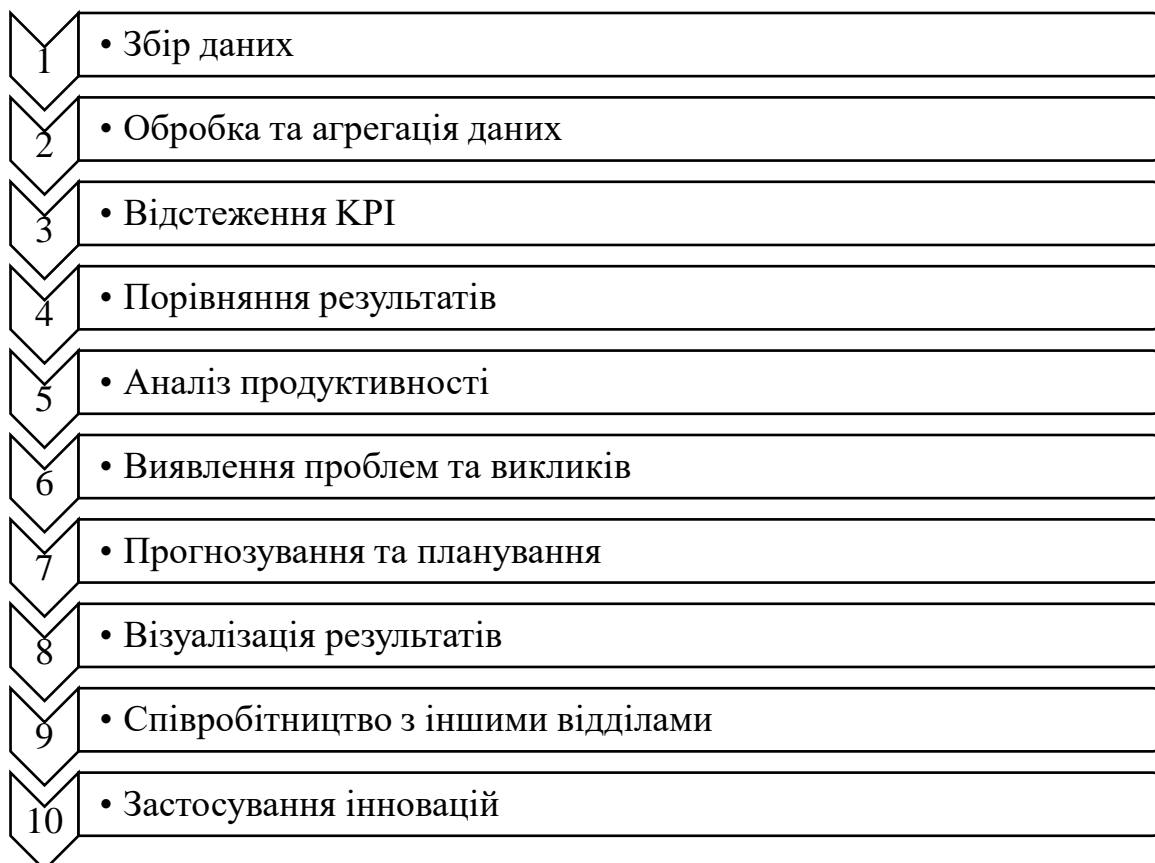 1 • Збір даних
2 • Обробка та агрегація даних
3 • Відстеження KPI
4 • Порівняння результатів
5 • Аналіз продуктивності
6 • Виявлення проблем та викликів
7 • Прогнозування та планування
8 • Візуалізація результатів
9 • Співробітництво з іншими відділами
10 • Застосування інновацій